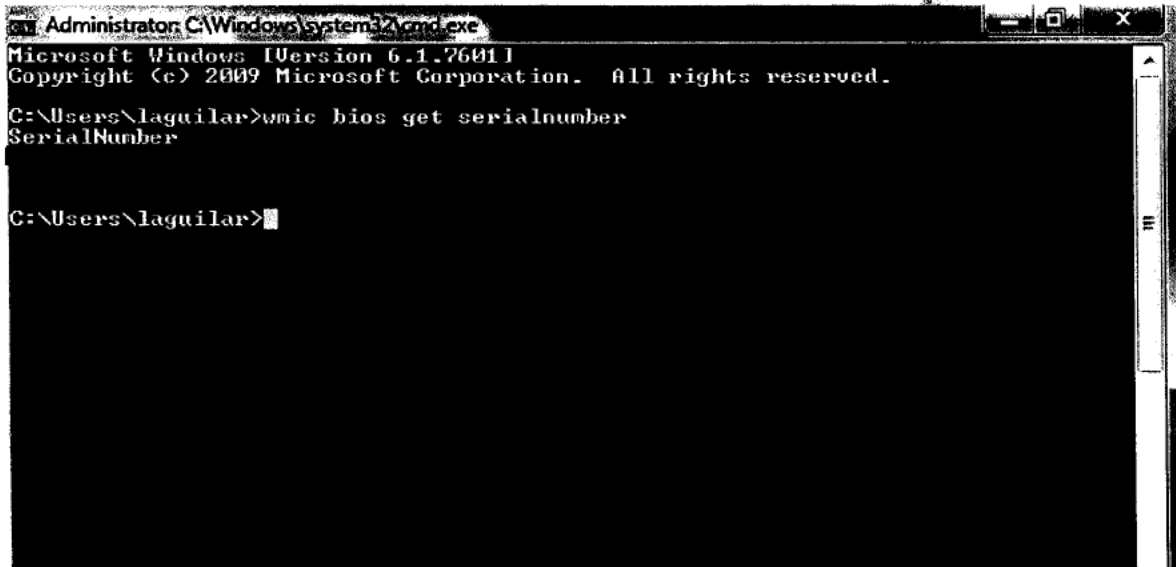 Administrator: C:\Windows\system32\cmd.exe
Microsoft Windows [Version 6.1.7601]
Copyright (c) 2009 Microsoft Corporation.  All rights reserved.
C:\Users\laguilar>wmic bios get serialnumber
SerialNumber
C:\Users\laguilar>